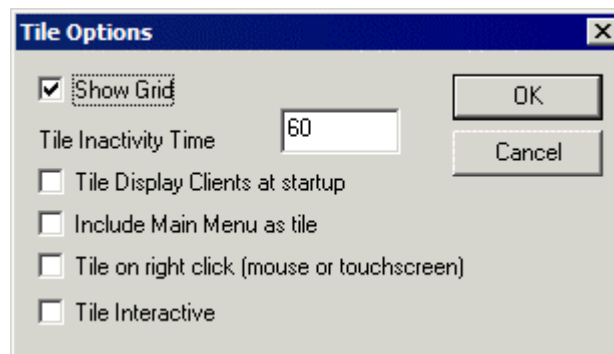 Tile Options
Show Grid
OK
Tile Inactivity Time 60
Cancel
Tile Display Clients at startup
Include Main Menu as tile
Tile on right click (mouse or touchscreen)
Tile Interactive